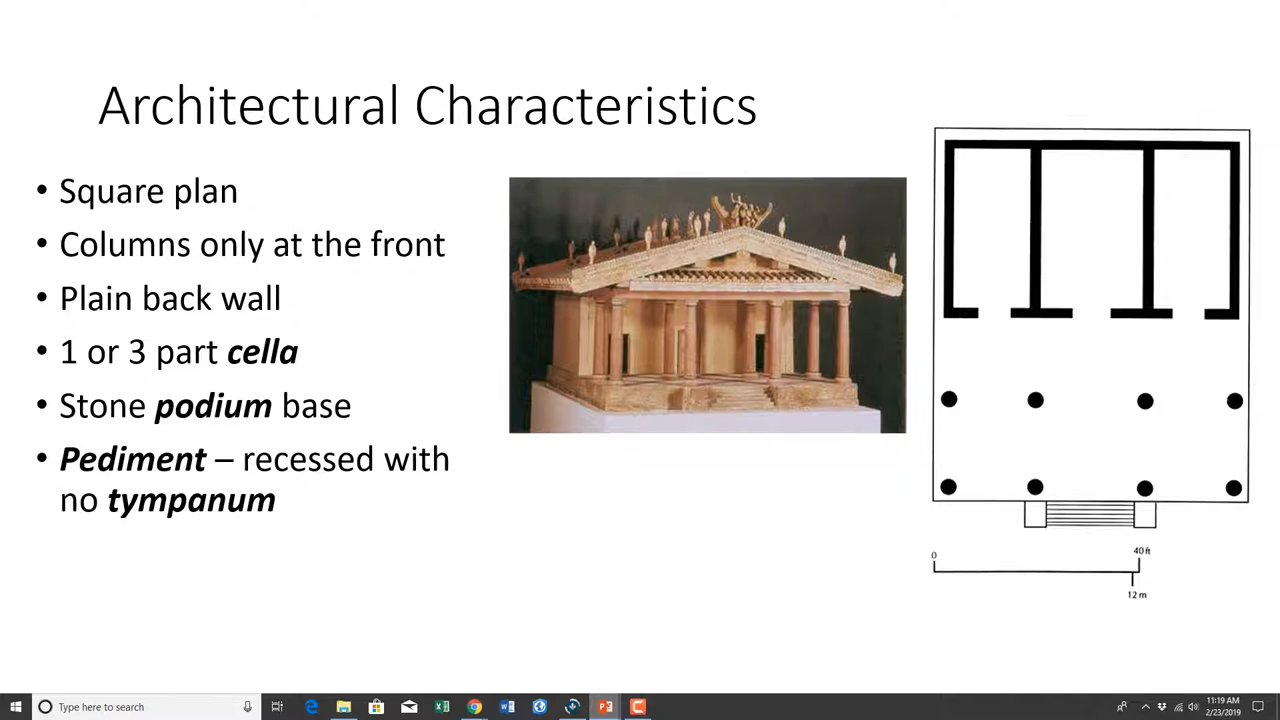 Architectural Characteristics
• Square plan
• Columns only at the front
• Plain back wall
• 1 or 3 part cella
• Stone podium base
• Pediment – recessed with
no tympanum
0
40 ft
12 m
Type here to search
11:19 AM
2/23/2019